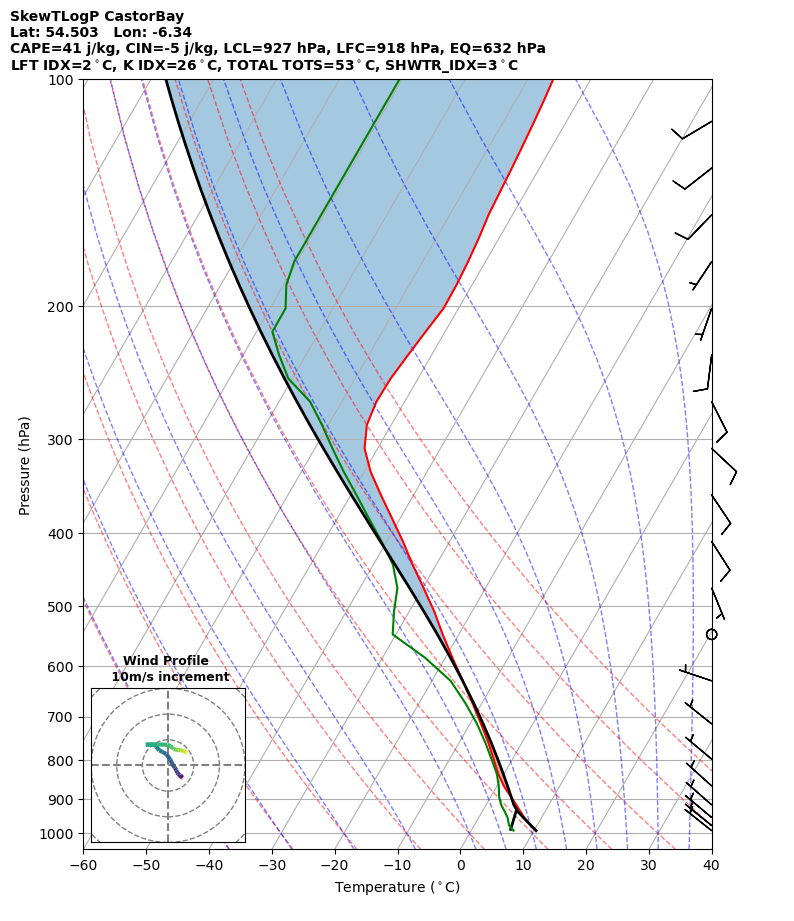 SkewTLogP CastorBay
Lat: 54.503   Lon: -6.34
CAPE=41 j/kg, CIN=-5 j/kg, LCL=927 hPa, LFC=918 hPa, EQ=632 hPa
LFT IDX=2°C, K IDX=26°C, TOTAL TOTS=53°C, SHWTR_IDX=3°C
100
200
300
400
500
600
700
800
900
1000
Pressure (hPa)
Wind Profile
10m/s increment
−60 −50 −40 −30 −20 −10 0 10 20 30 40
Temperature (°C)